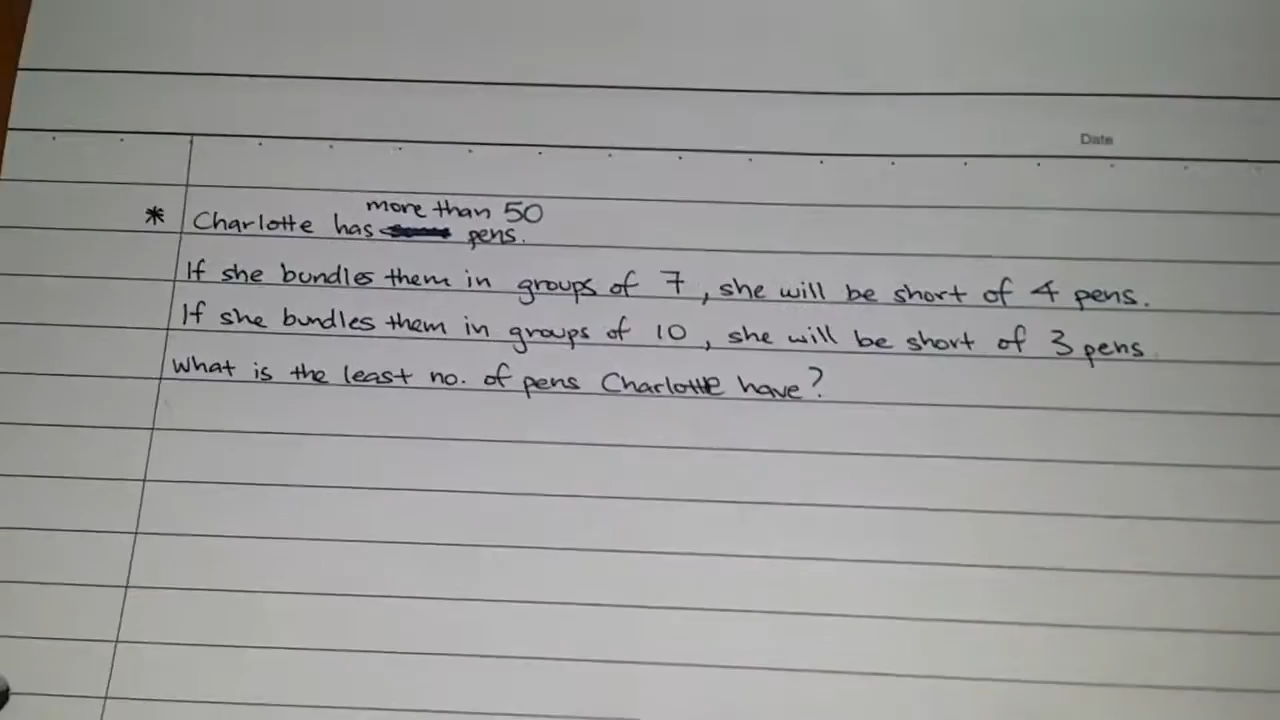 Date
more than 50
* Charlotte has pens.
If she bundles them in groups of 7, she will be short of 4 pens.
If she bundles them in groups of 10, she will be short of 3 pens
What is the least no. of pens Charlotte have?